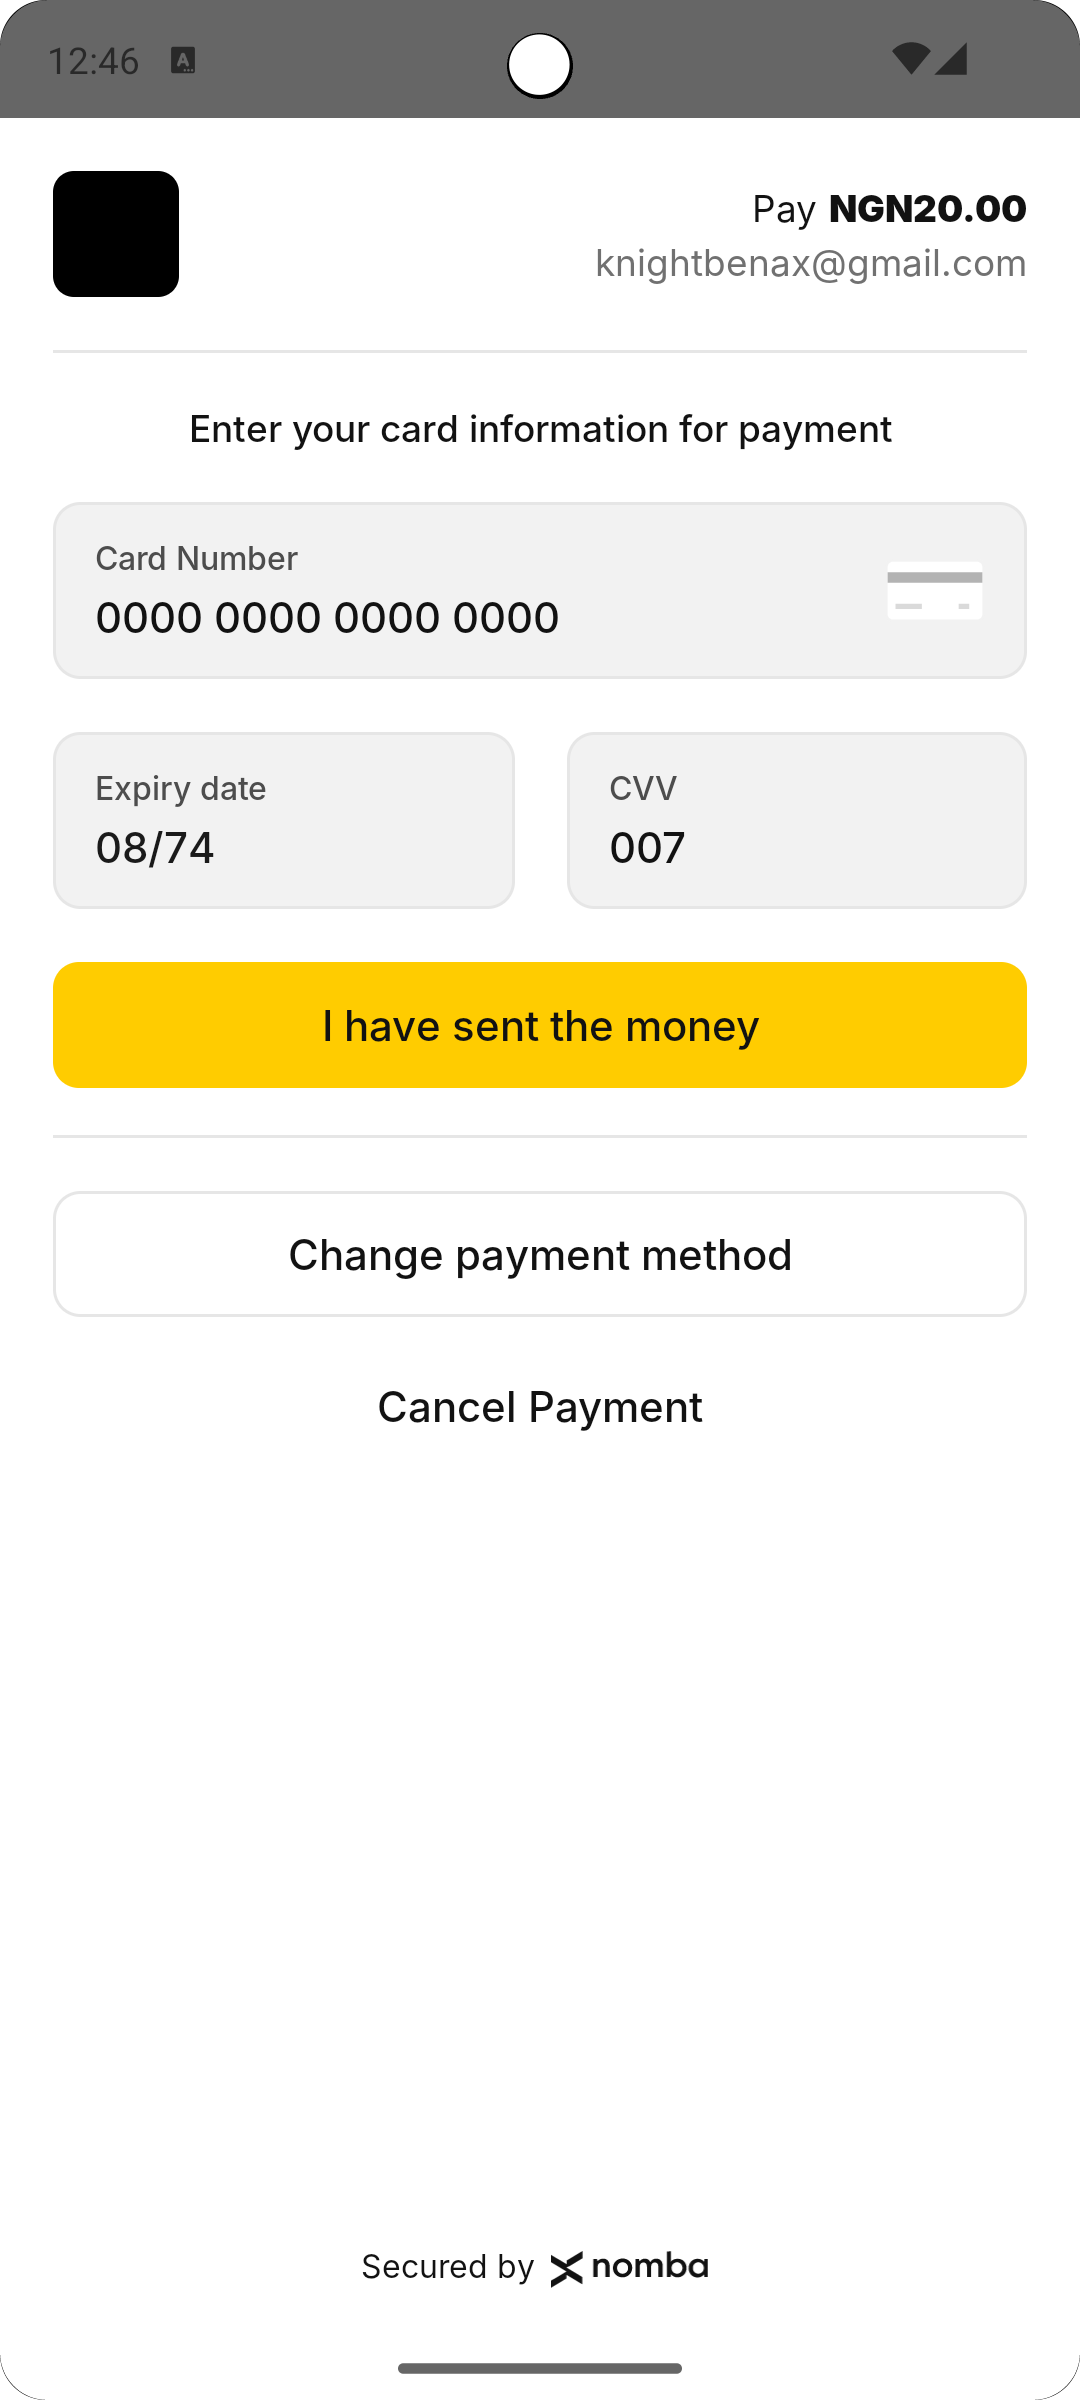 12:46
Pay NGN20.00
knightbenax@gmail.com
Enter your card information for payment
Card Number
0000 0000 0000 0000
Expiry date
08/74
CVV
007
I have sent the money
Change payment method
Cancel Payment
Secured by nomba